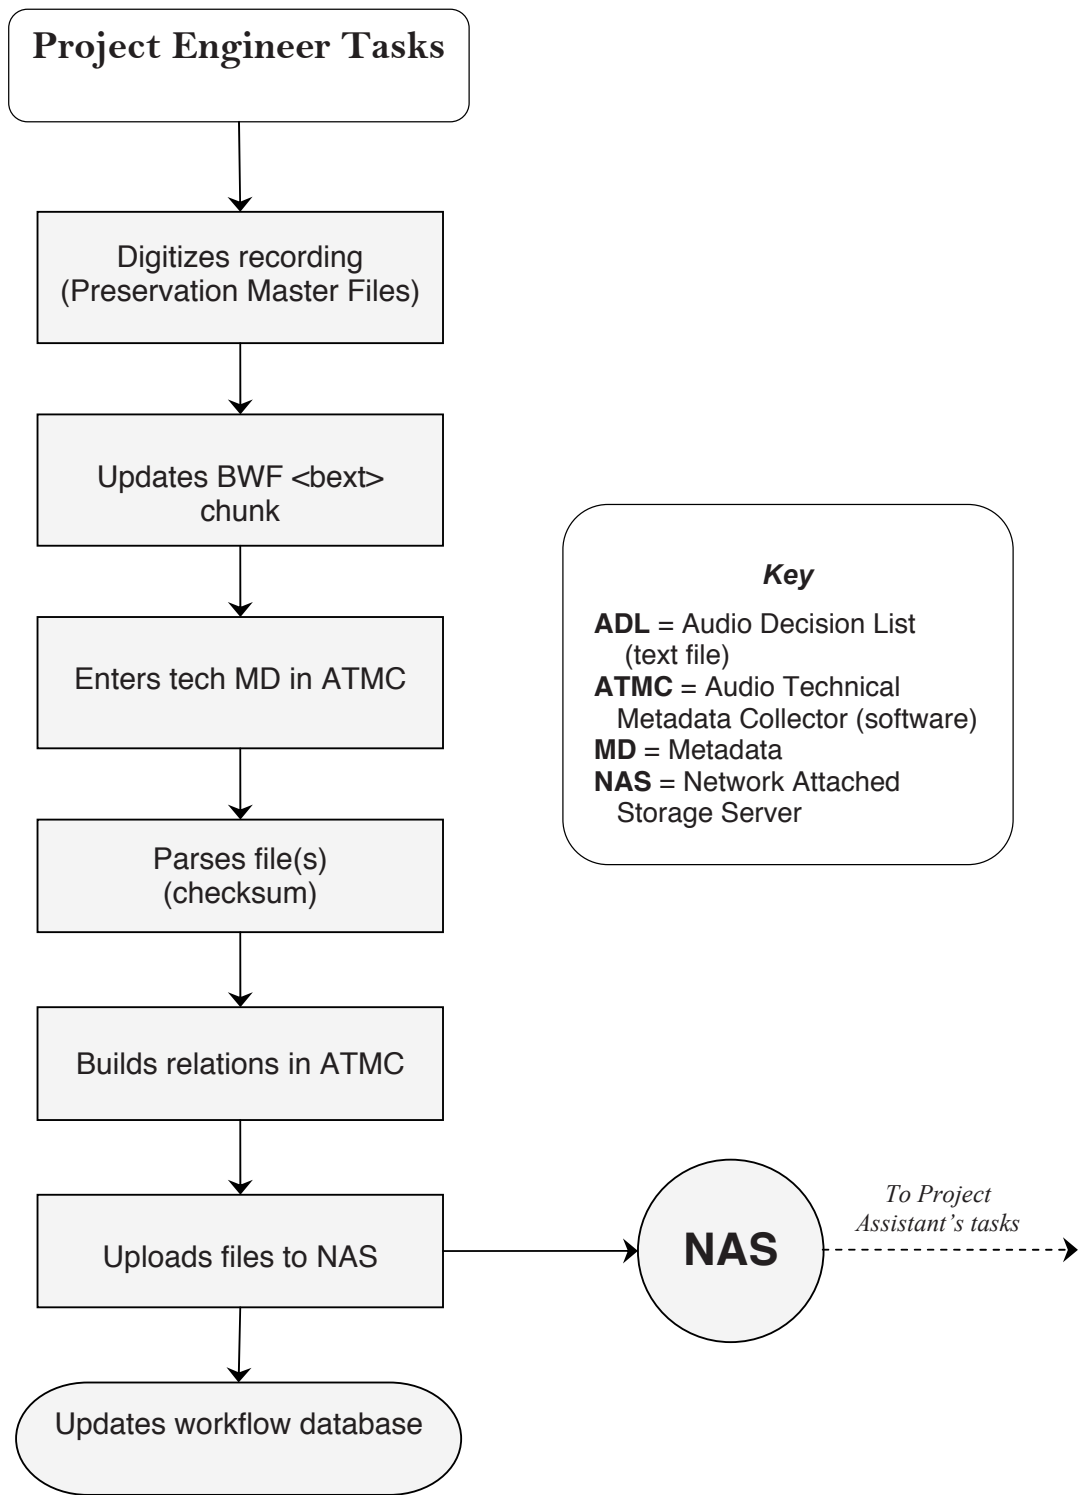 Project Engineer Tasks
Digitizes recording
(Preservation Master Files)
Updates BWF <bext>
chunk
Enters tech MD in ATMC
Parses file(s)
(checksum)
Builds relations in ATMC
Uploads files to NAS
Updates workflow database
Key
ADL = Audio Decision List
(text file)
ATMC = Audio Technical
Metadata Collector (software)
MD = Metadata
NAS = Network Attached
Storage Server
NAS
To Project
Assistant’s tasks